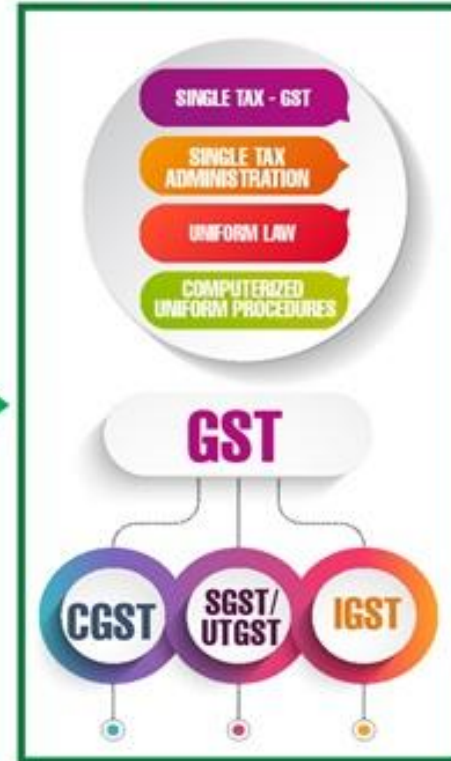 SINGLE TAX - GST
SINGLE TAX
ADMINISTRATION
UNIFORM LAW
COMPUTERIZED
UNIFORM PROCEDURES
GST
CGST
SGST/
UTGST
IGST